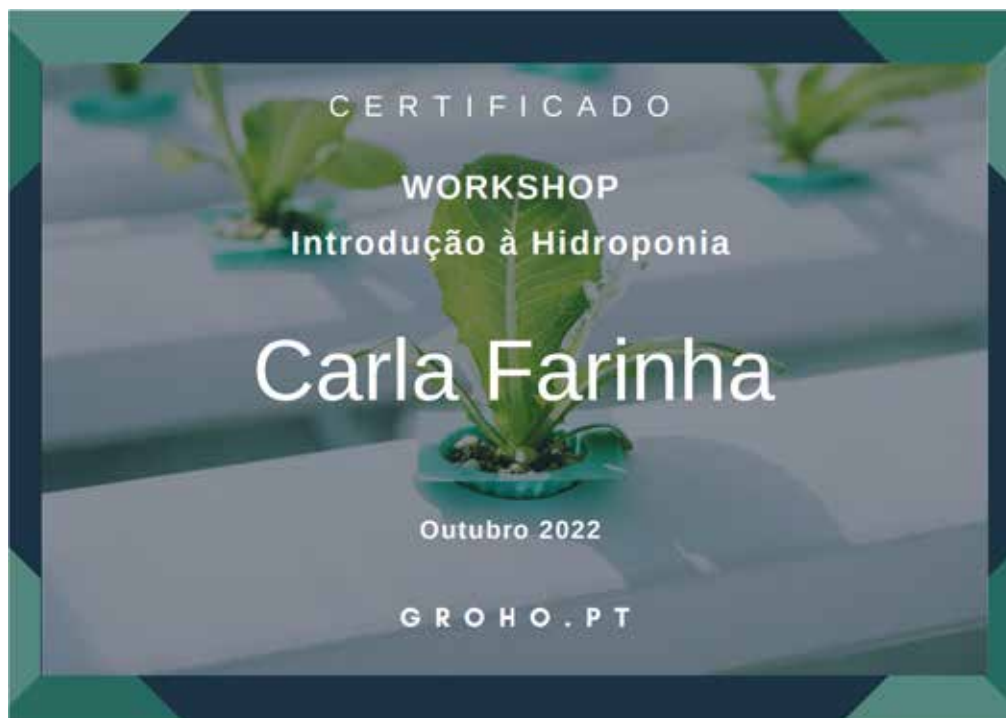 CERTIFICADO
WORKSHOP
Introdução à Hidroponia
Carla Farinha
Outubro 2022
GROHO.PT